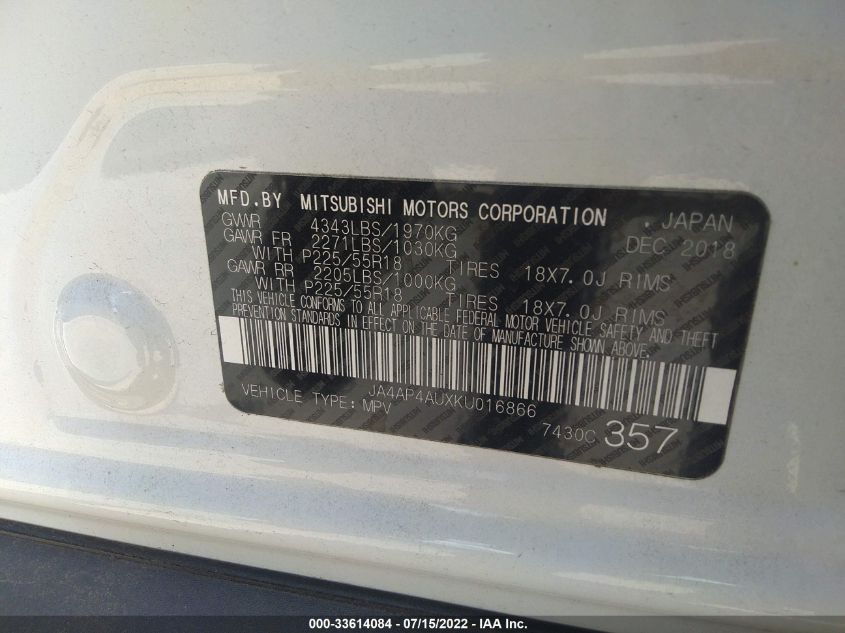 MFD.BY MITSUBISHI MOTORS CORPORATION . JAPAN
GVWR 4343LBS/1970KG DEC 2018
GAWR FR 2271LBS/1030KG
WITH P225/55R18 TIRES 18X7.0J RIMS
GAWR RR 2205LBS/1000KG
WITH P225/55R18 TIRES 18X7.0J RIMS
THIS VEHICLE CONFORMS TO ALL APPLICABLE FEDERAL MOTOR VEHICLE SAFETY AND THEFT
PREVENTION STANDARDS IN EFFECT ON THE DATE OF MANUFACTURE SHOWN ABOVE.
JA4AP4AUXKU016866
VEHICLE TYPE: MPV
7430C 357
000-33614084 - 07/15/2022 - IAA Inc.